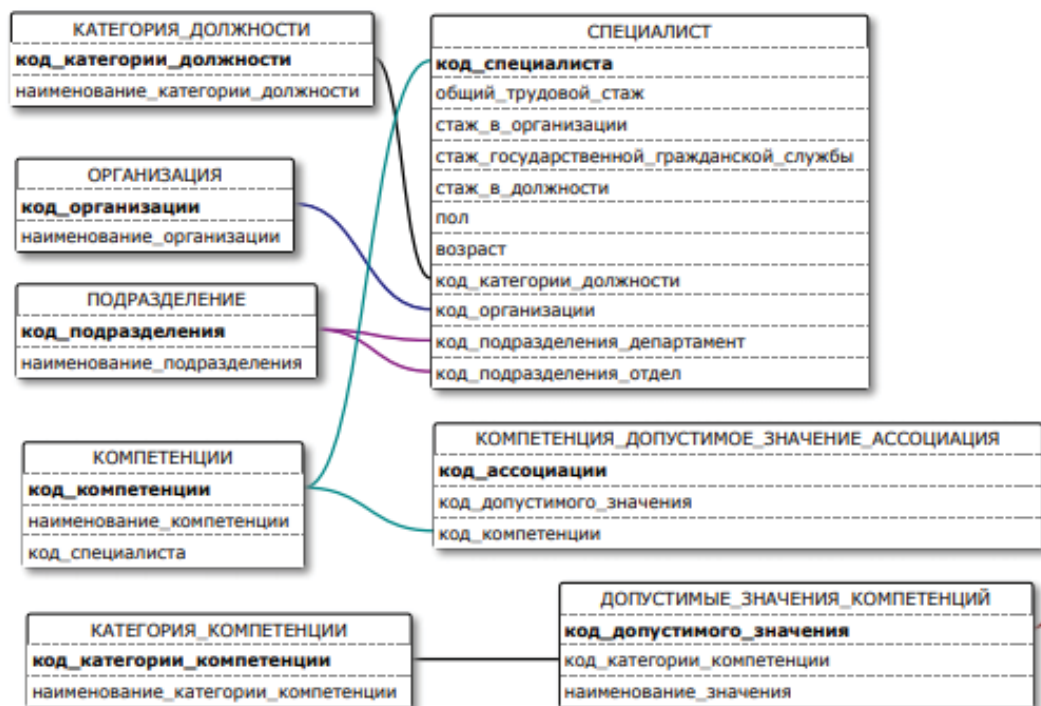 КАТЕГОРИЯ_ДОЛЖНОСТИ
код_категории_должности
наименование_категории_должности
СПЕЦИАЛИСТ
код_специалиста
общий_трудовой_стаж
стаж_в_организации
стаж_государственной_гражданской_службы
стаж_в_должности
пол
возраст
код_категории_должности
код_организации
код_подразделения_департамент
код_подразделения_отдел
ОРГАНИЗАЦИЯ
код_организации
наименование_организации
ПОДРАЗДЕЛЕНИЕ
код_подразделения
наименование_подразделения
КОМПЕТЕНЦИИ
код_компетенции
наименование_компетенции
код_специалиста
КОМПЕТЕНЦИЯ_ДОПУСТИМОЕ_ЗНАЧЕНИЕ_АССОЦИАЦИЯ
код_ассоциации
код_допустимого_значения
код_компетенции
КАТЕГОРИЯ_КОМПЕТЕНЦИИ
код_категории_компетенции
наименование_категории_компетенции
ДОПУСТИМЫЕ_ЗНАЧЕНИЯ_КОМПЕТЕНЦИЙ
код_допустимого_значения
код_категории_компетенции
наименование_значения